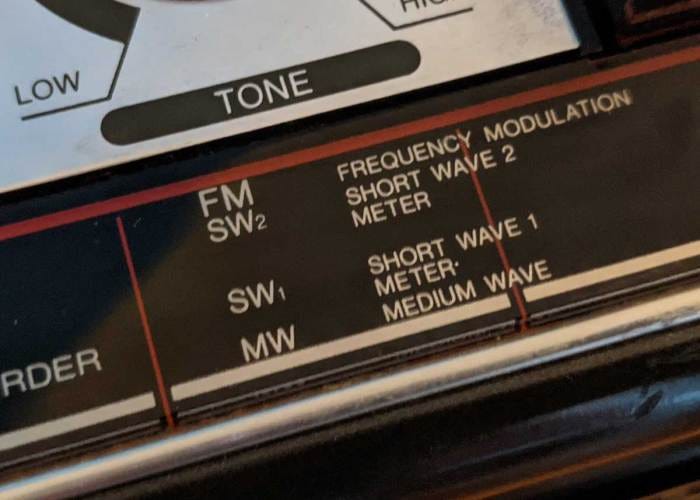 HIGH
LOW
TONE
FM FREQUENCY MODULATION
SW2 SHORT WAVE 2
METER
SW1 SHORT WAVE 1
METER
MW MEDIUM WAVE
RDER